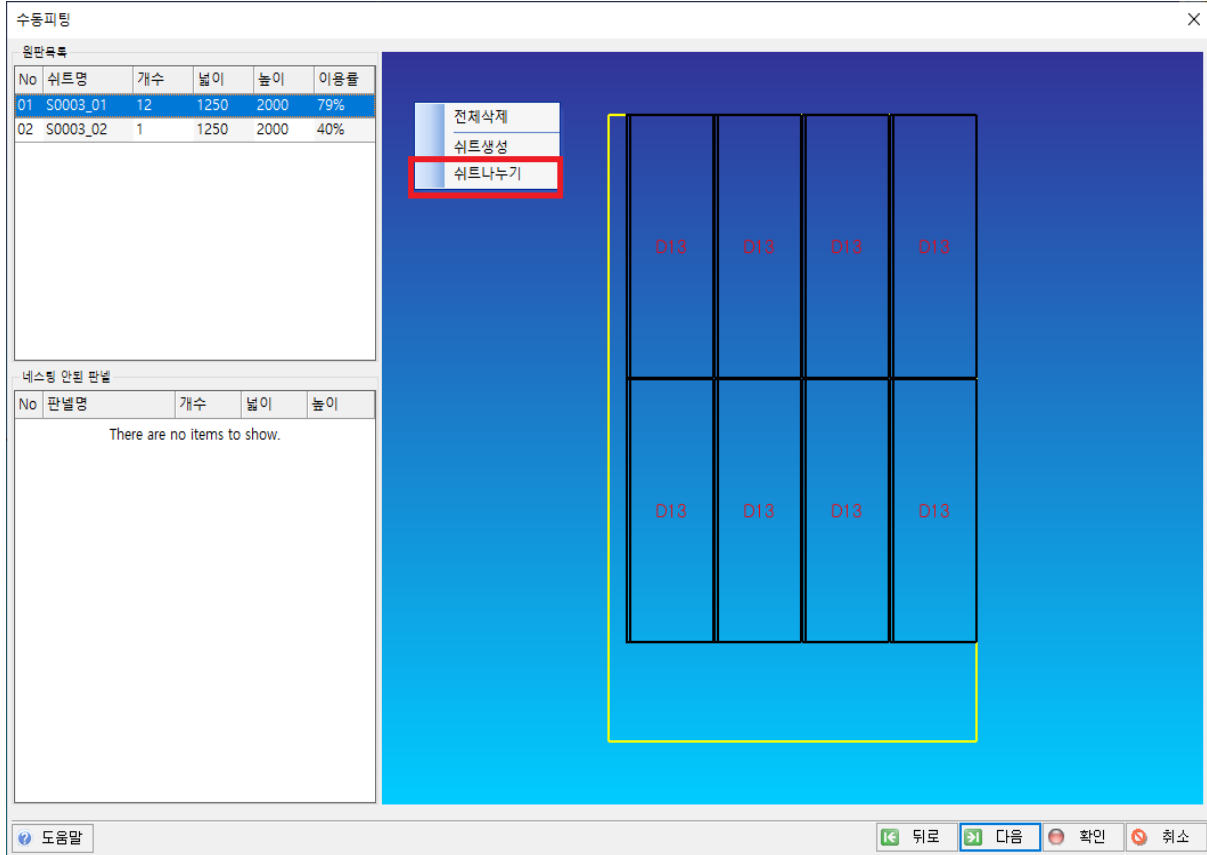 수동피팅
원판목록
No 쉬트명 개수 넓이 높이 이용률
01 S0003_01 12 1250 2000 79%
02 S0003_02 1 1250 2000 40%
네스팅 안된 판넬
No 판넬명 개수 넓이 높이
There are no items to show.
전체삭제
쉬트생성
쉬트나누기
D13 D13 D13 D13
D13 D13 D13 D13
도움말 뒤로 다음 확인 취소